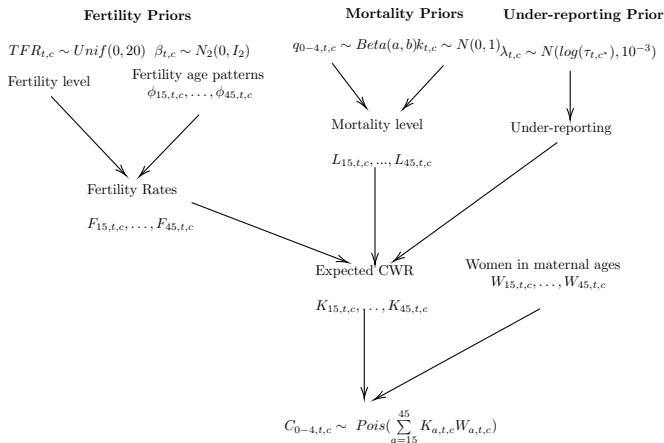 Fertility Priors
Mortality Priors
Under-reporting Prior
TFR_{t,c} ∼ Unif(0, 20) β_{t,c} ∼ N_2(0, I_2)
q_{0−4,t,c} ∼ Beta(a, b)k_{t,c} ∼ N(0, 1)
λ_{t,c} ∼ N(log(τ_{t,c*}), 10^{−3})
Fertility level
Fertility age patterns
ϕ_{15,t,c}, . . . , ϕ_{45,t,c}
Mortality level
Under-reporting
L_{15,t,c}, ..., L_{45,t,c}
Fertility Rates
F_{15,t,c}, . . . , F_{45,t,c}
Expected CWR
Women in maternal ages
W_{15,t,c}, . . . , W_{45,t,c}
K_{15,t,c}, . . . , K_{45,t,c}
C_{0−4,t,c} ∼ Pois(∑_{a=15}^{45} K_{a,t,c}W_{a,t,c})